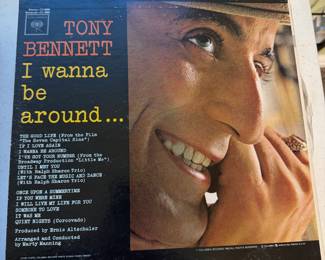 TONY
BENNETT
I wanna
be
around...
THE GOOD LIFE (From the Film
"The Seven Capital Sins")
IF I LOVE AGAIN
I WANNA BE AROUND
I'VE GOT YOUR NUMBER (From the
Broadway Production "Little Me")
UNTIL I MET YOU
(With Ralph Sharon Trio)
LET'S FACE THE MUSIC AND DANCE
(With Ralph Sharon Trio)
ONCE UPON A SUMMERTIME
IF YOU WERE MINE
I WILL LIVE MY LIFE FOR YOU
SOMEONE TO LOVE
IT WAS ME
QUIET NIGHTS (Corcovado)
Produced by Ernie Altschuler
Arranged and Conducted
by Marty Manning